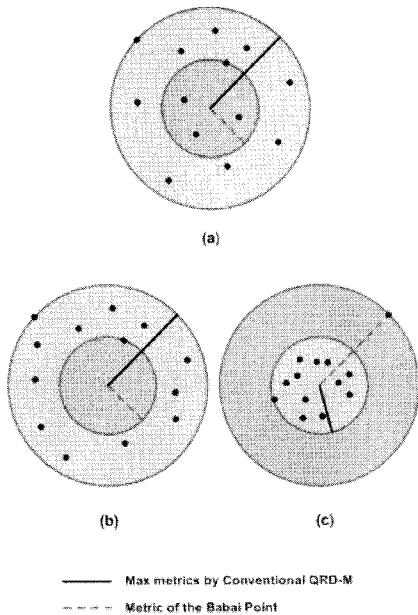 (a)
(b)
(c)
Max metrics by Conventional QRD-M
Metric of the Babai Point